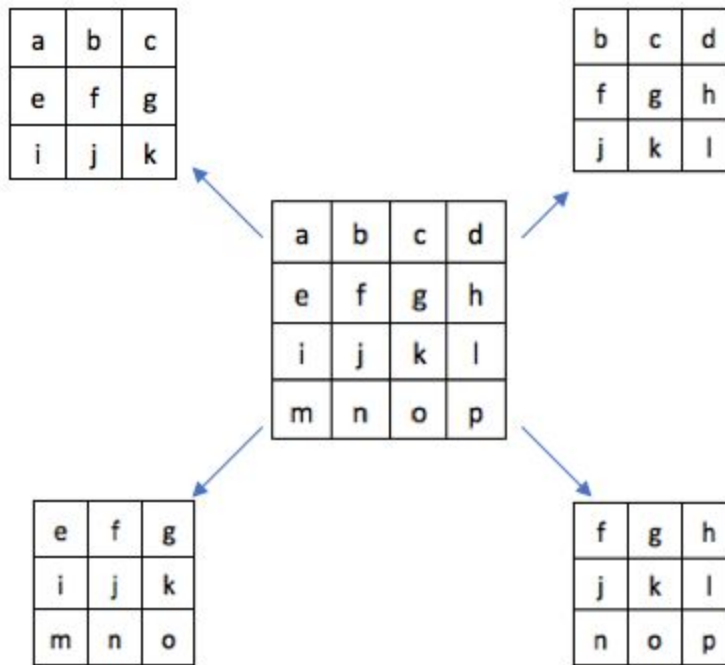 a b c
e f g
i j k
b c d
f g h
j k l
a b c d
e f g h
i j k l
m n o p
e f g
i j k
m n o
f g h
j k l
n o p